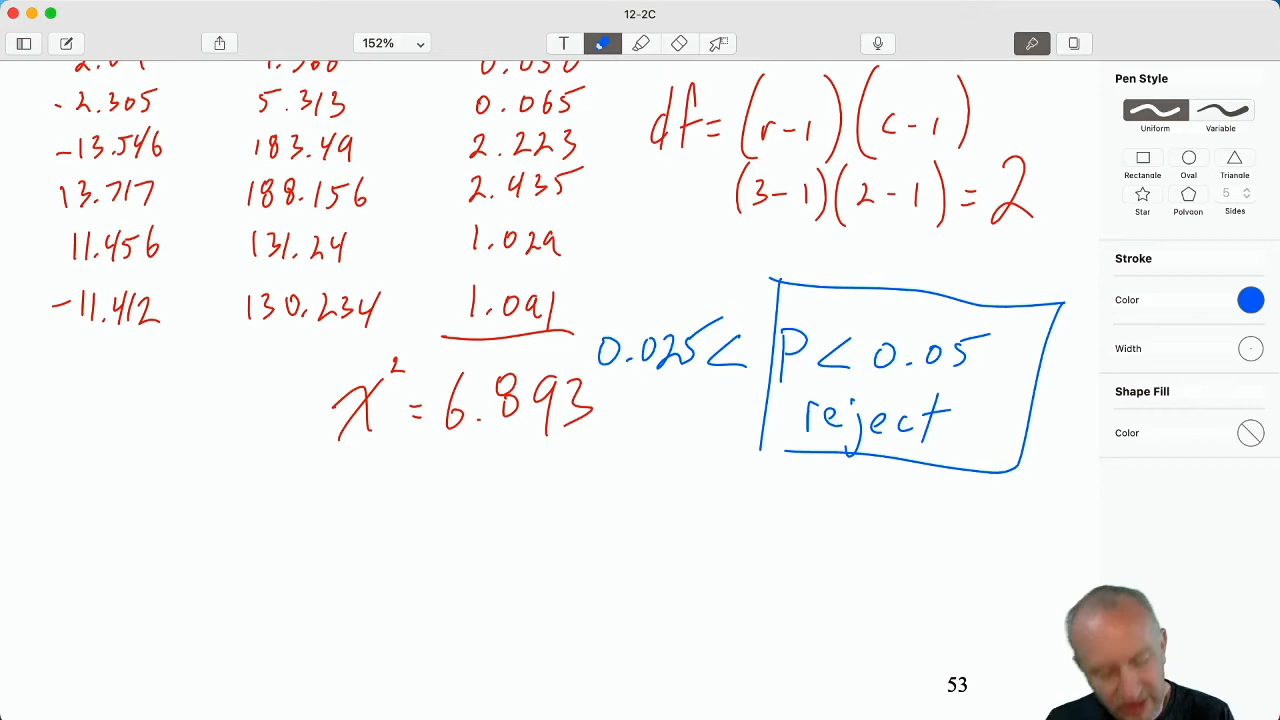 12-2C
152%
T
-2.305 5.313 0.065
-13.546 183.49 2.223
13.717 188.156 2.435
11.456 131.24 1.029
-11.412 130.234 1.091
χ² = 6.893
df = (r-1)(c-1)
(3-1)(2-1) = 2
0.025 < P < 0.05
reject
53
Pen Style
Uniform Variable
Rectangle Oval Triangle
5
Star Polygon Sides
Stroke
Color
Width
Shape Fill
Color